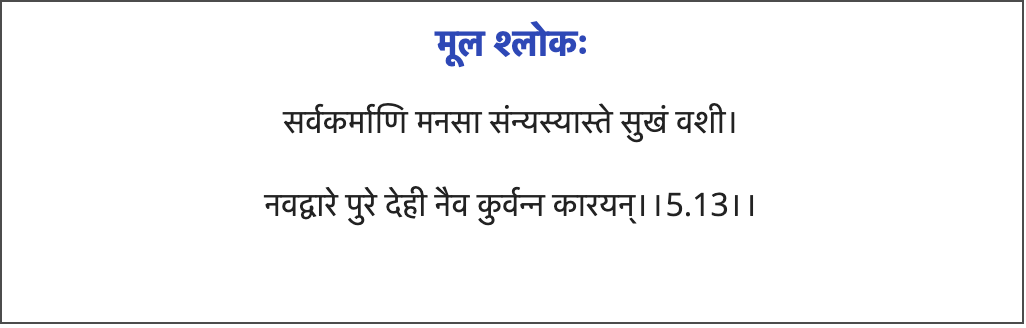 मूल श्लोकः
सर्वकर्माणि मनसा संन्यस्यास्ते सुखं वशी।
नवद्वारे पुरे देही नैव कुर्वन्न कारयन्।।5.13।।